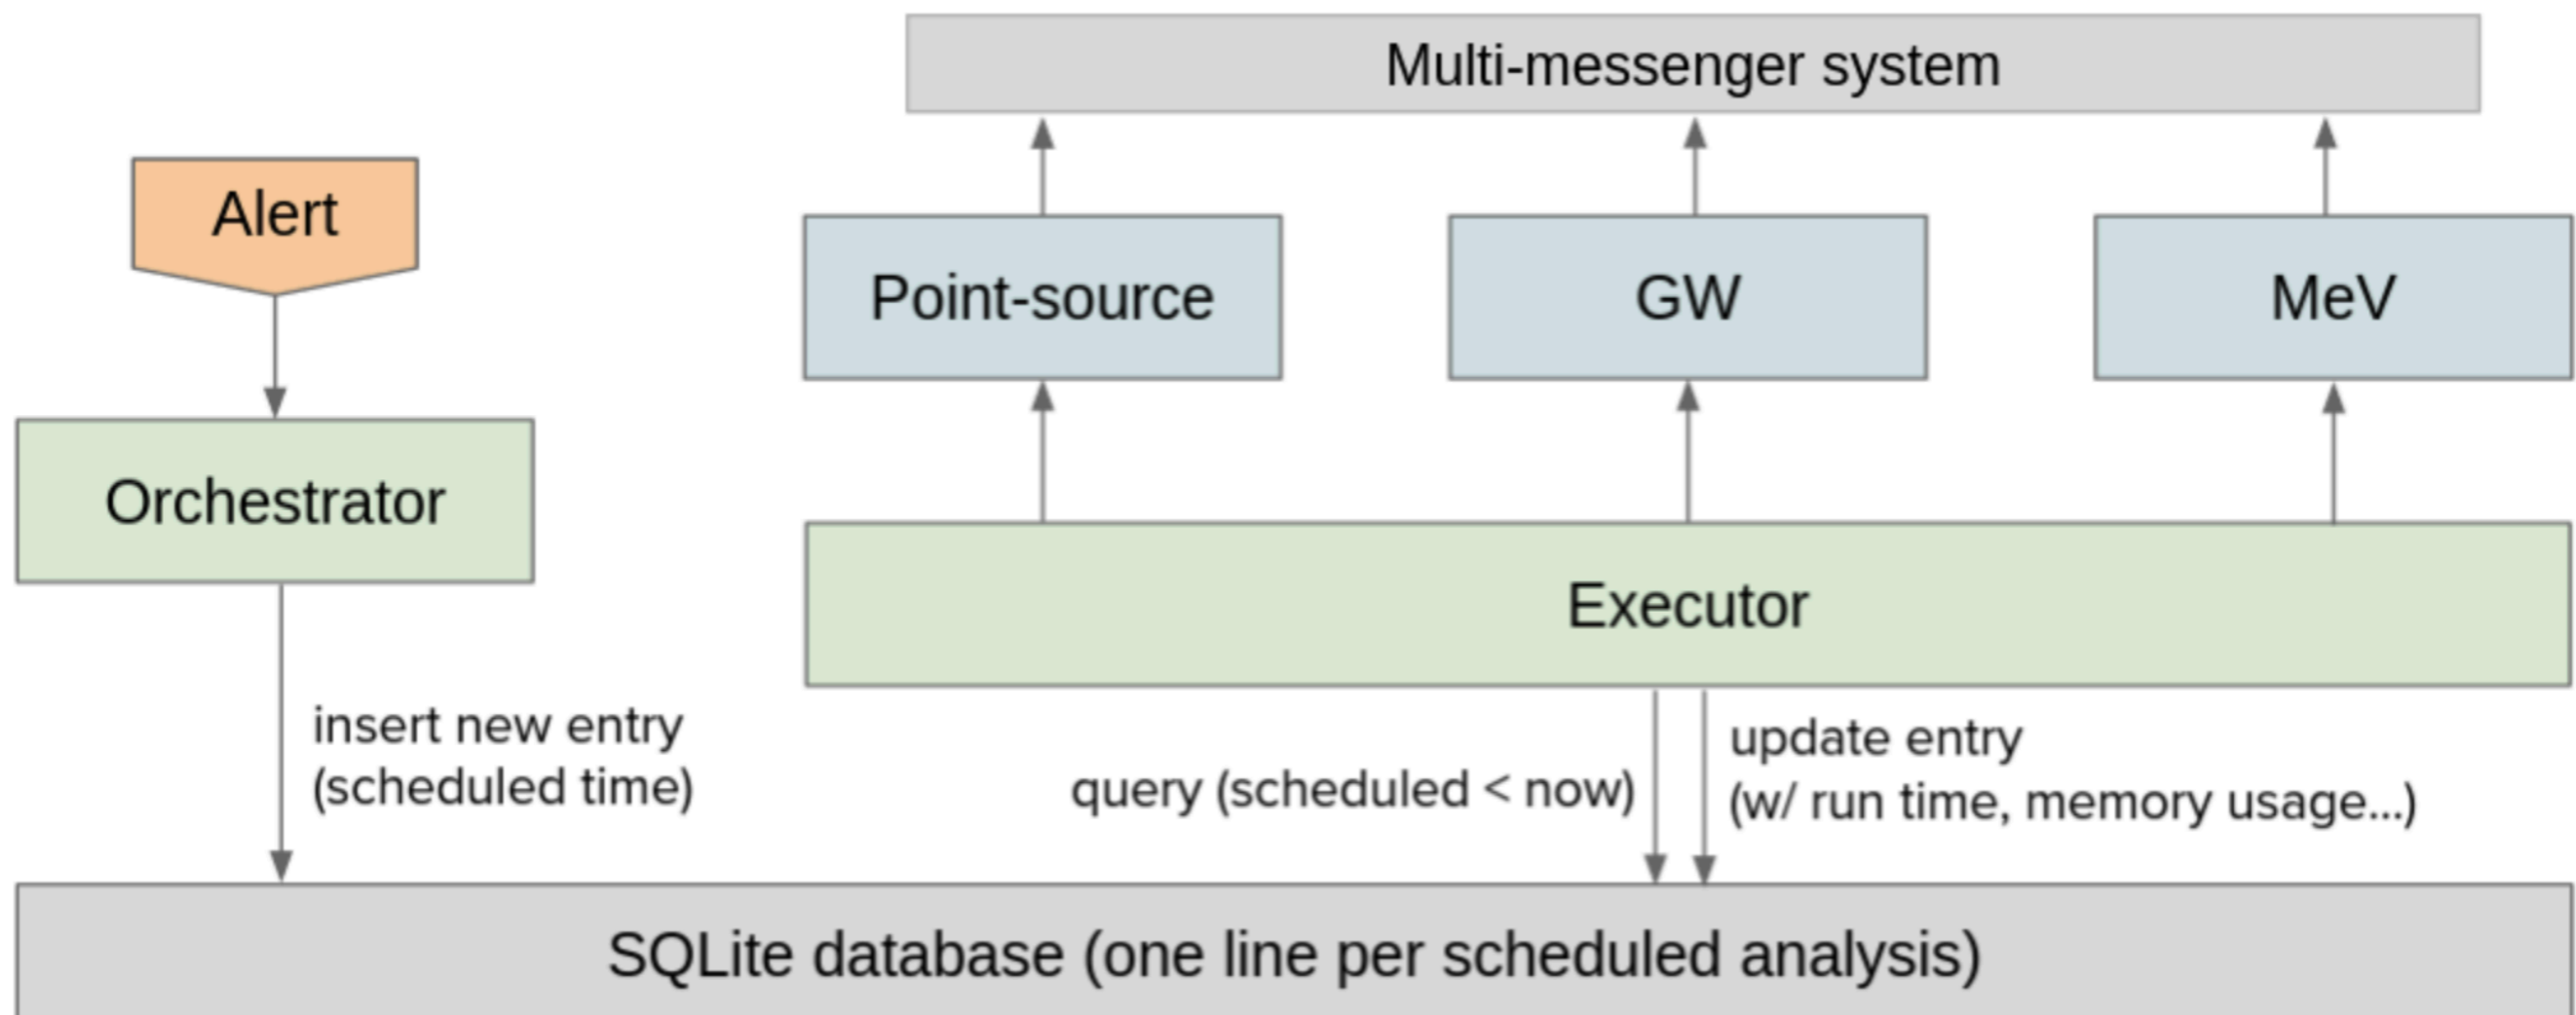 Multi-messenger system
Alert
Point-source
GW
MeV
Orchestrator
Executor
insert new entry
(scheduled time)
query (scheduled < now)
update entry
(w/ run time, memory usage...)
SQLite database (one line per scheduled analysis)